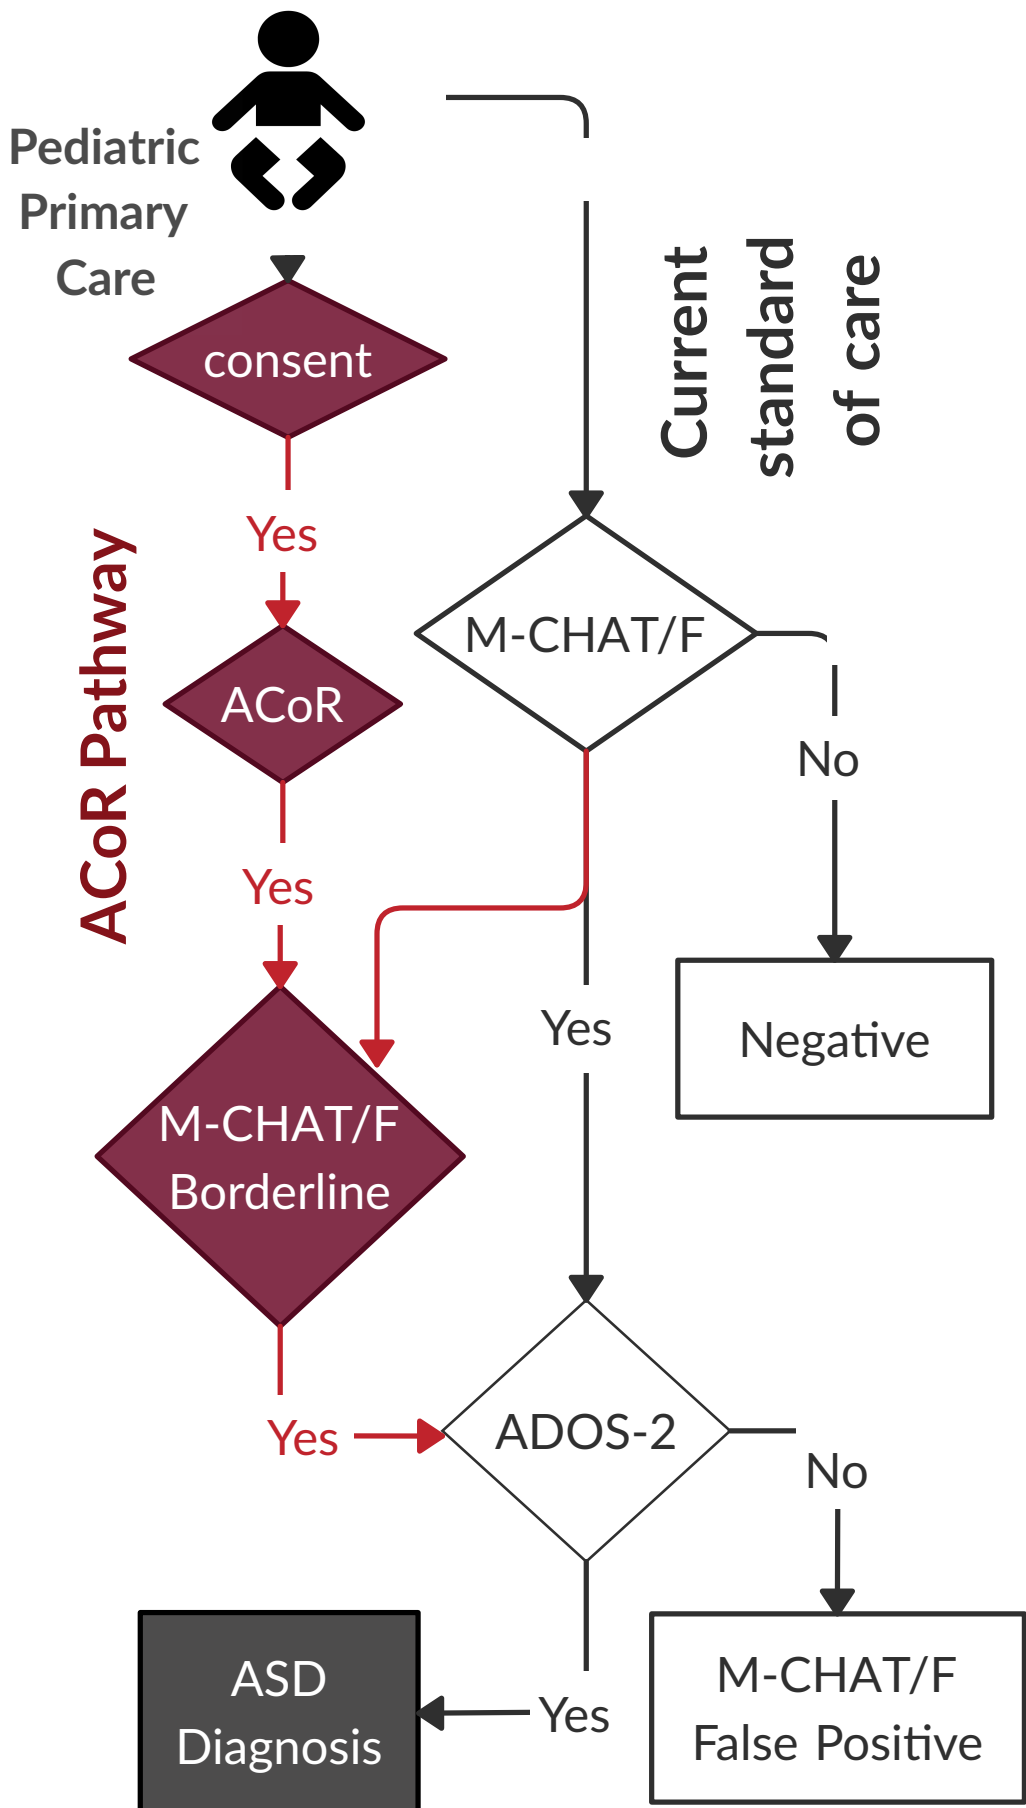 Pediatric
Primary
Care
consent
Current
standard
of care
Yes
ACoR Pathway
M-CHAT/F
ACoR
No
Yes
Yes
Negative
M-CHAT/F
Borderline
Yes
ADOS-2
No
ASD
Diagnosis
Yes
M-CHAT/F
False Positive